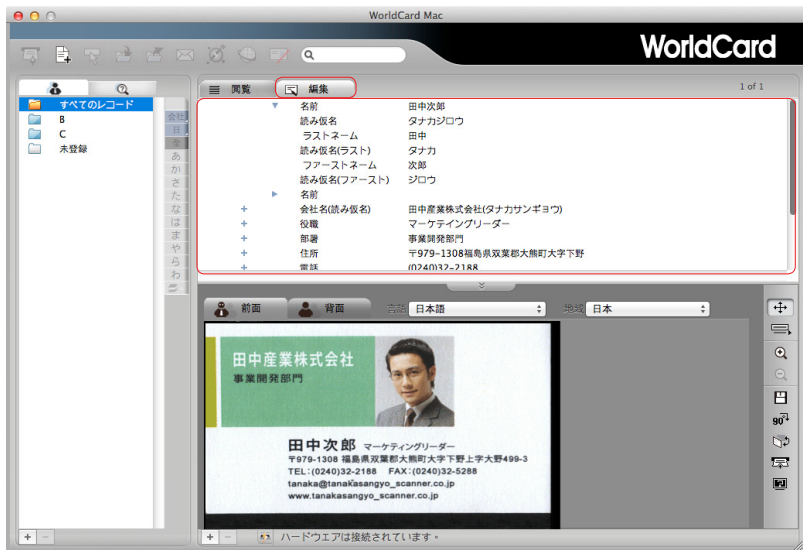 WorldCard Mac
WorldCard
1 of 1
閲覧
編集
すべてのレコード
B
C
未登録
会社
日
全
あ
か
さ
た
な
は
ま
や
ら
わ
名前 田中次郎
読み仮名 タナカジロウ
ラストネーム 田中
読み仮名(ラスト) タナカ
ファーストネーム 次郎
読み仮名(ファースト) ジロウ
名前
会社名(読み仮名) 田中産業株式会社(タナカサンギョウ)
役職 マーケテイングリーダー
部署 事業開発部門
住所 〒979-1308福島県双葉郡大熊町大字下野
電話 (0240)32-2188
前面
背面
言語 日本語
地域 日本
田中産業株式会社
事業開発部門
田中次郎 マーケティングリーダー
〒979-1308 福島県双葉郡大熊町大字下野上字大野499-3
TEL:(0240)32-2188 FAX:(0240)32-5288
tanaka@tanakasangyo_scanner.co.jp
www.tanakasangyo_scanner.co.jp
90°
ハードウエアは接続されています。